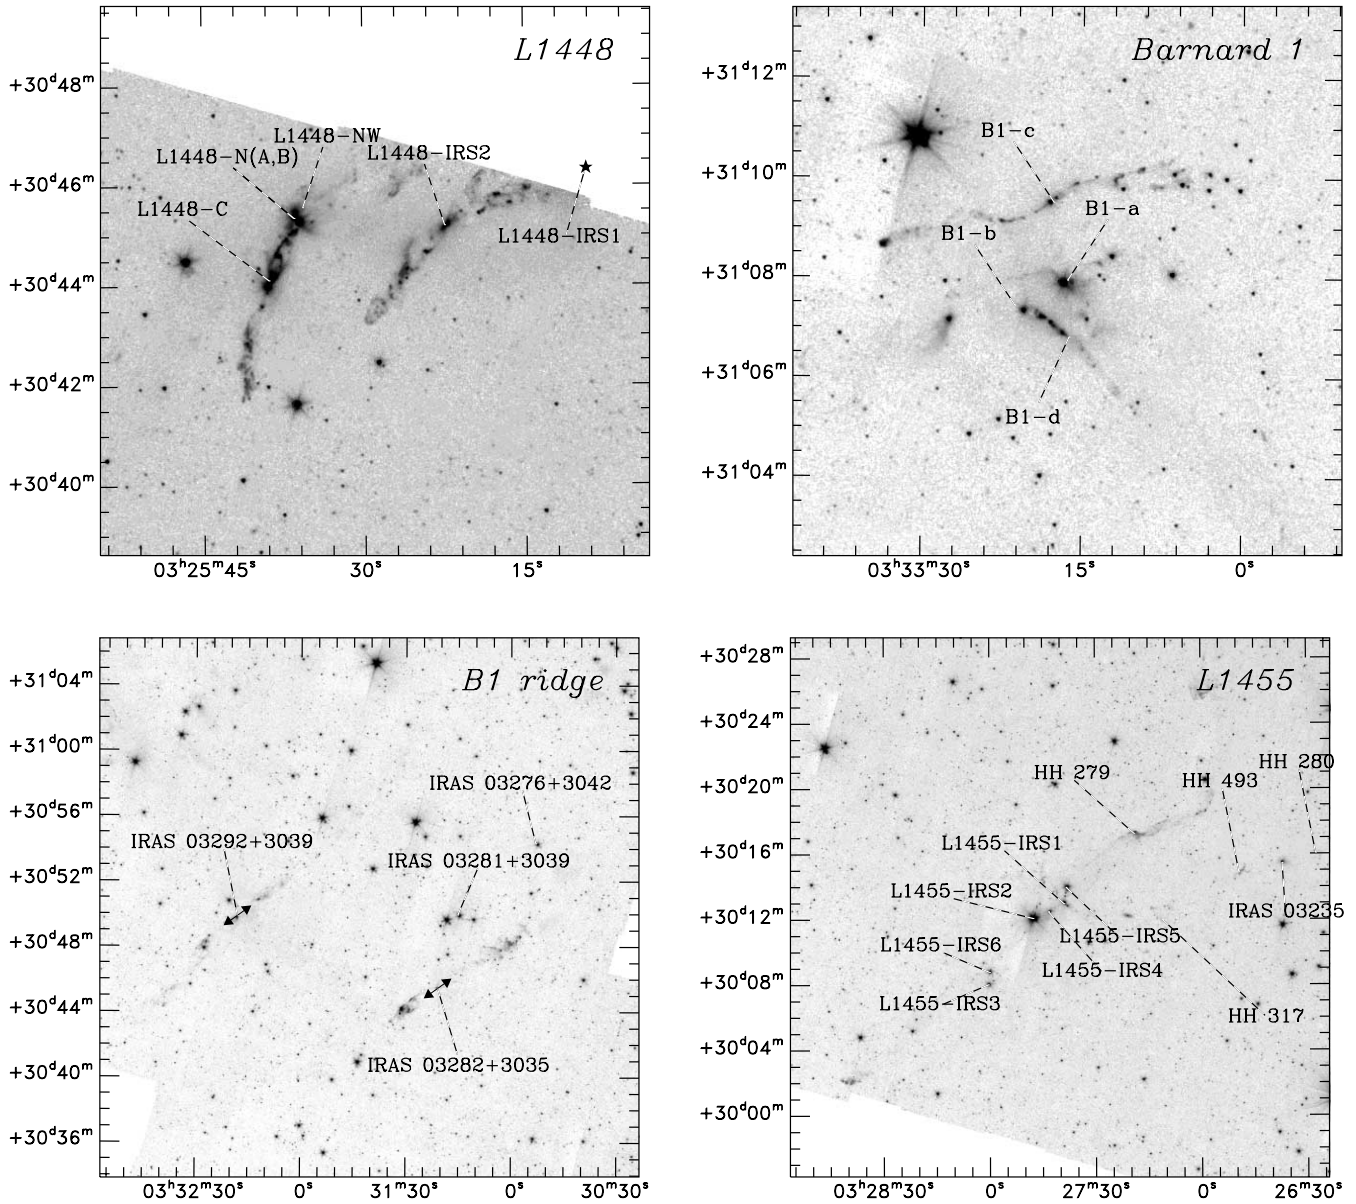 L1448
+30d48m
+30d46m
+30d44m
+30d42m
+30d40m
L1448-NW
L1448-N(A,B)
L1448-IRS2
L1448-C
L1448-IRS1
03h25m45s
30s
15s
Barnard 1
+31d12m
+31d10m
+31d08m
+31d06m
+31d04m
B1-c
B1-a
B1-b
B1-d
03h33m30s
15s
0s
B1 ridge
+31d04m
+31d00m
+30d56m
+30d52m
+30d48m
+30d44m
+30d40m
+30d36m
IRAS 03276+3042
IRAS 03292+3039
IRAS 03281+3039
IRAS 03282+3035
03h32m30s
0s
31m30s
0s
30m30s
L1455
+30d28m
+30d24m
+30d20m
+30d16m
+30d12m
+30d08m
+30d04m
+30d00m
HH 280
HH 279
HH 493
L1455-IRS1
L1455-IRS2
IRAS 03235
L1455-IRS5
L1455-IRS6
L1455-IRS4
L1455-IRS3
HH 317
03h28m30s
0s
27m30s
0s
26m30s